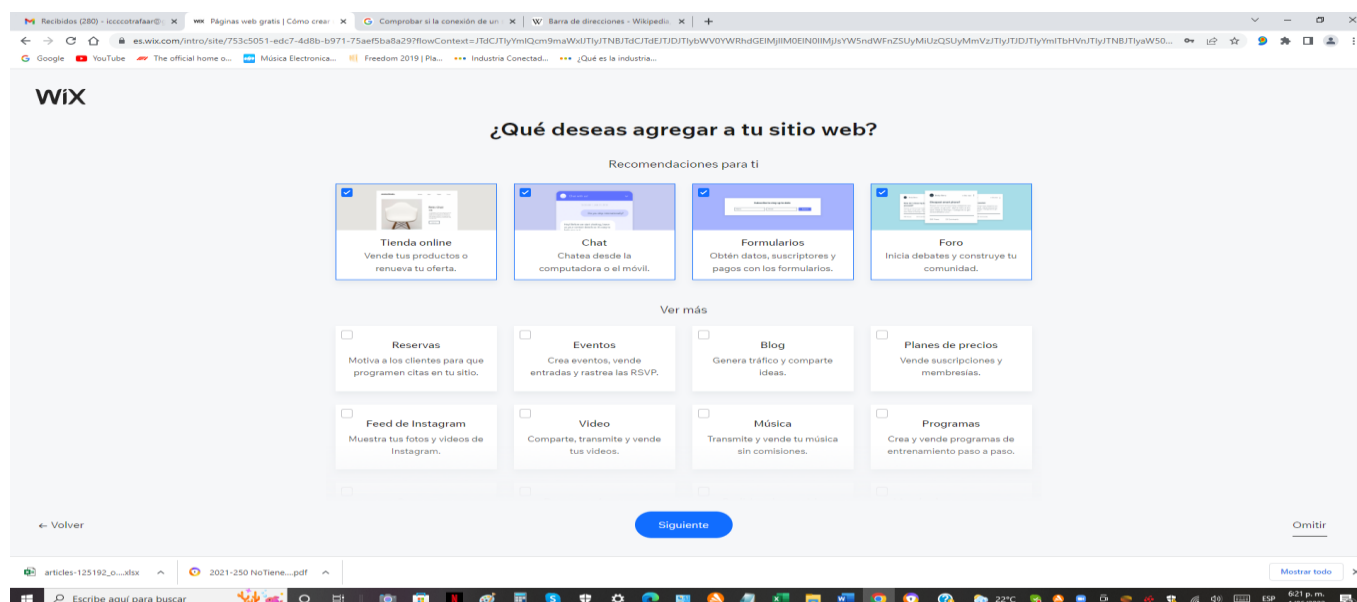 Recibidos (280) - iccccotrafaar@
Páginas web gratis | Cómo crear
Comprobar si la conexión de un
Barra de direcciones - Wikipedia
Google
YouTube
The official home o...
Música Electronica...
Freedom 2019 | Pla...
Industria Conectad...
¿Qué es la industria...
WiX
¿Qué deseas agregar a tu sitio web?
Recomendaciones para ti
Tienda online
Vende tus productos o
renueva tu oferta.
Chat
Chatea desde la
computadora o el móvil.
Formularios
Obtén datos, suscriptores y
pagos con los formularios.
Foro
Inicia debates y construye tu
comunidad.
Ver más
Reservas
Motiva a los clientes para que
programen citas en tu sitio.
Eventos
Crea eventos, vende
entradas y rastrea las RSVP.
Blog
Genera tráfico y comparte
ideas.
Planes de precios
Vende suscripciones y
membresías.
Feed de Instagram
Muestra tus fotos y videos de
Instagram.
Video
Comparte, transmite y vende
tus videos.
Música
Transmite y vende tu música
sin comisiones.
Programas
Crea y vende programas de
entrenamiento paso a paso.
← Volver
Siguiente
Omitir
articles-125192_o....xlsx
2021-250 NoTiene....pdf
Mostrar todo
Escribe aquí para buscar
22°C
ESP
6:21 p. m.